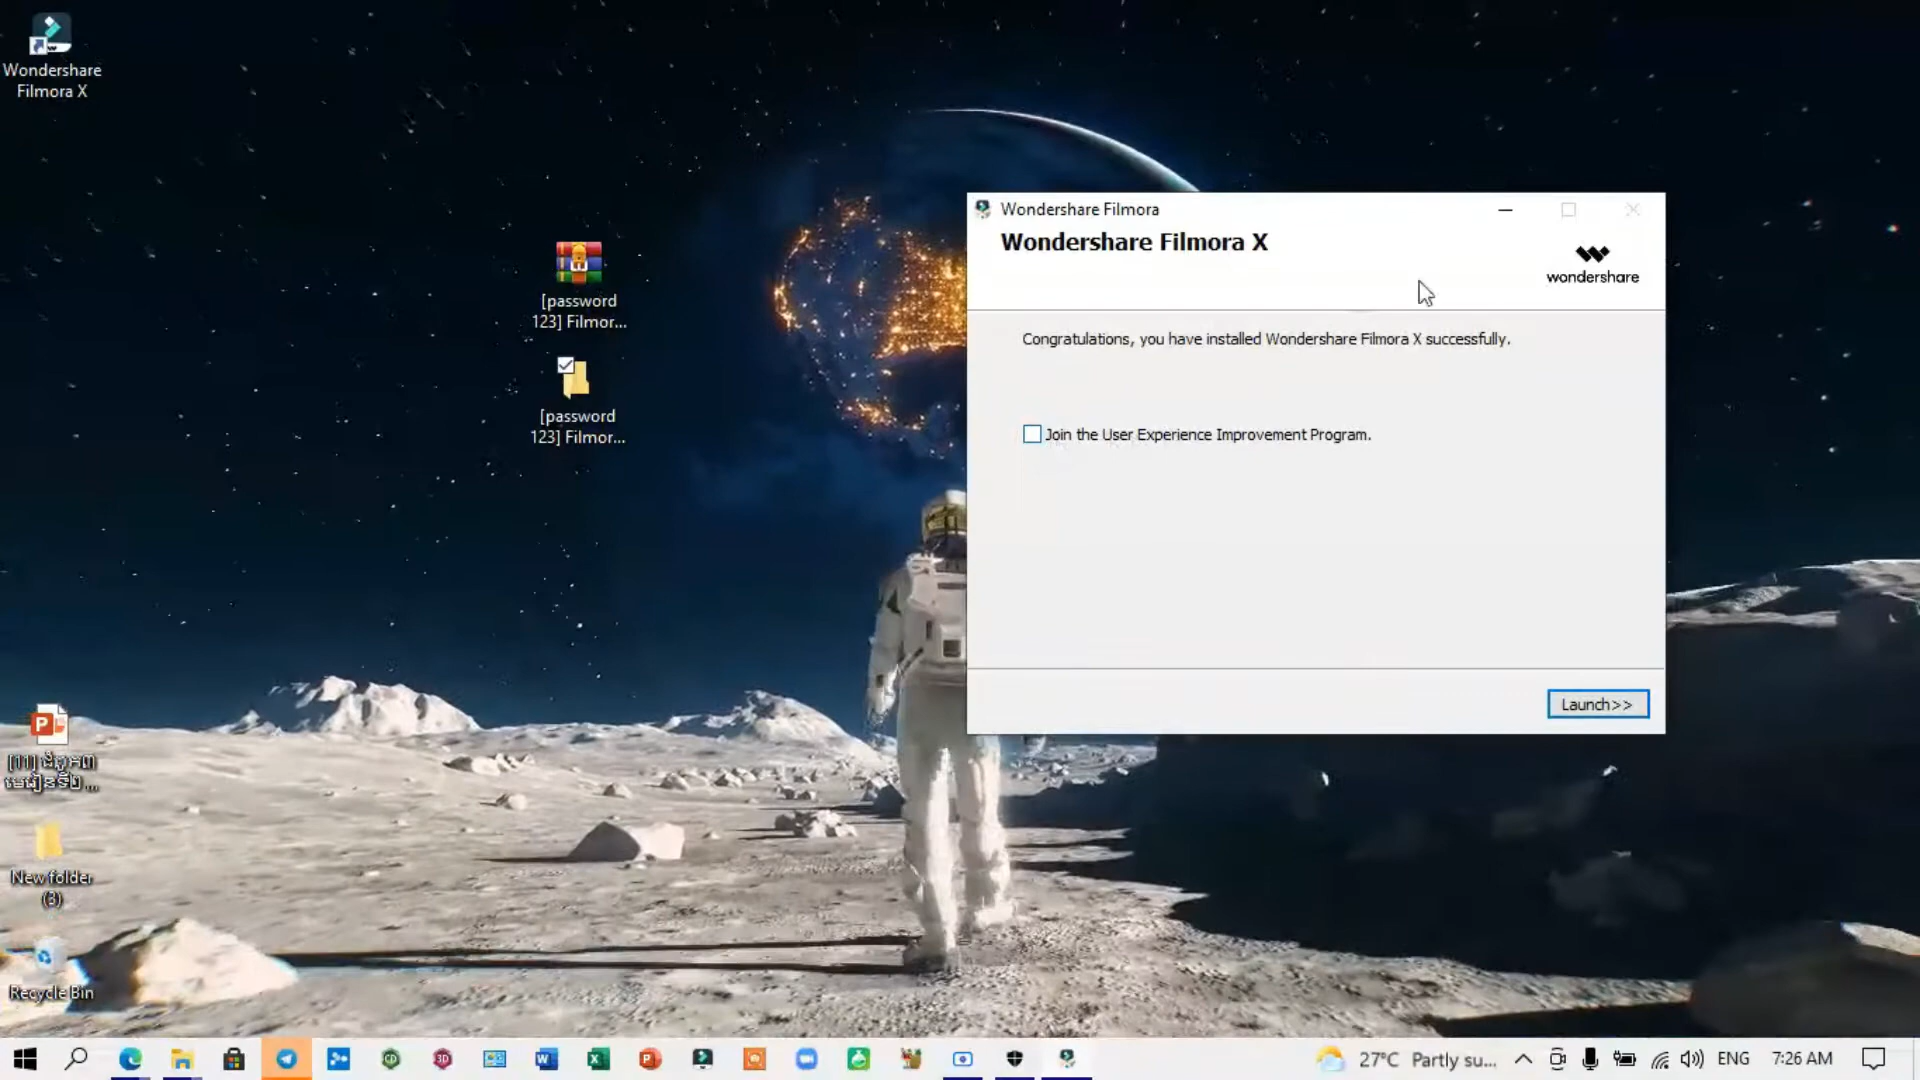 Wondershare
Filmora X
[password
123] Filmor...
[password
123] Filmor...
Wondershare Filmora
Wondershare Filmora X
wondershare
Congratulations, you have installed Wondershare Filmora X successfully.
Join the User Experience Improvement Program.
Launch>>
New folder
(3)
Recycle Bin
27°C Partly su...
ENG
7:26 AM